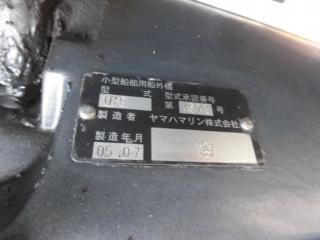 小型船舶用船外機
型式 型式承認番号
第 号
製造者 ヤマハマリン株式会社
製造年月
05.07